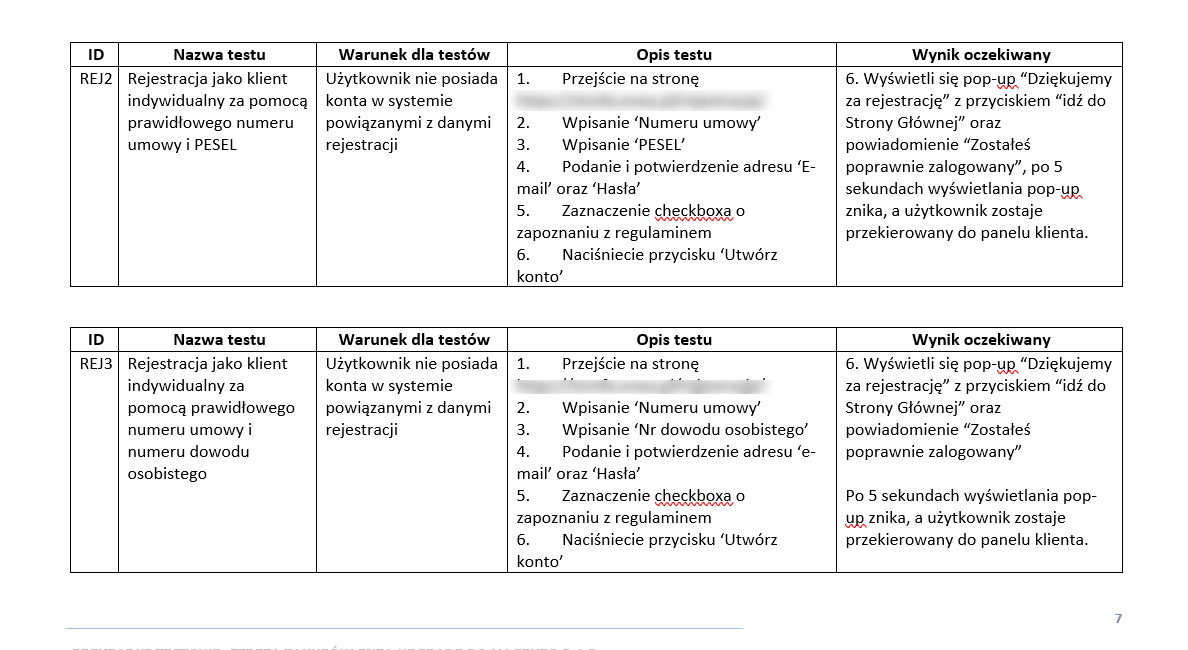 ID Nazwa testu Warunek dla testów Opis testu Wynik oczekiwany
REJ2
Rejestracja jako klient
indywidualny za pomocą
prawidłowego numeru
umowy i PESEL
Użytkownik nie posiada
konta w systemie
powiązanymi z danymi
rejestracji
1. Przejście na stronę
2. Wpisanie ‘Numeru umowy’
3. Wpisanie ‘PESEL’
4. Podanie i potwierdzenie adresu ‘E-
mail’ oraz ‘Hasła’
5. Zaznaczenie checkboxa o
zapoznaniu z regulaminem
6. Naciśniecie przycisku ‘Utwórz
konto’
6. Wyświetli się pop-up “Dziękujemy
za rejestrację” z przyciskiem “idź do
Strony Głównej” oraz
powiadomienie “Zostałeś
poprawnie zalogowany”, po 5
sekundach wyświetlania pop-up
znika, a użytkownik zostaje
przekierowany do panelu klienta.
ID Nazwa testu Warunek dla testów Opis testu Wynik oczekiwany
REJ3
Rejestracja jako klient
indywidualny za
pomocą prawidłowego
numeru umowy i
numeru dowodu
osobistego
Użytkownik nie posiada
konta w systemie
powiązanymi z danymi
rejestracji
1. Przejście na stronę
2. Wpisanie ‘Numeru umowy’
3. Wpisanie ‘Nr dowodu osobistego’
4. Podanie i potwierdzenie adresu ‘e-
mail’ oraz ‘Hasła’
5. Zaznaczenie checkboxa o
zapoznaniu z regulaminem
6. Naciśniecie przycisku ‘Utwórz
konto’
6. Wyświetli się pop-up “Dziękujemy
za rejestrację” z przyciskiem “idź do
Strony Głównej” oraz
powiadomienie “Zostałeś
poprawnie zalogowany”
Po 5 sekundach wyświetlania pop-
up znika, a użytkownik zostaje
przekierowany do panelu klienta.
7